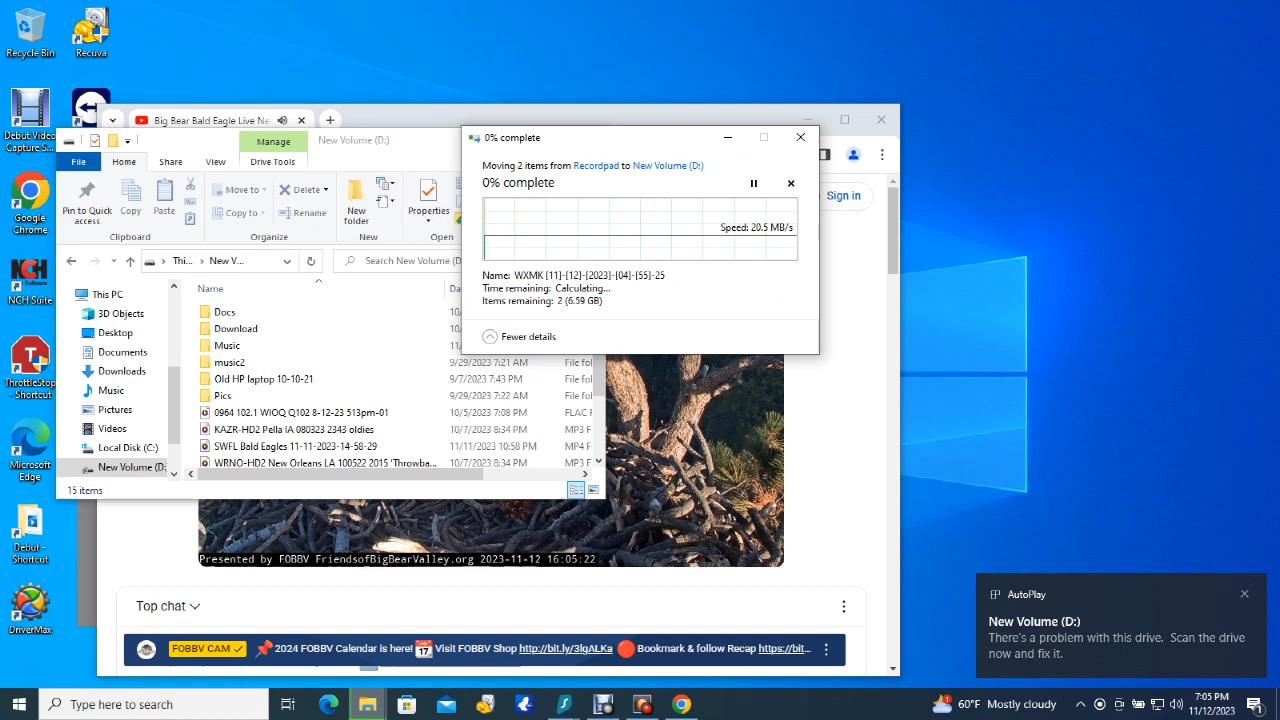 Recycle Bin
Recuva
Debut Video Capture S...
Google Chrome
NCH Software
NCH Suite
ThrottleStop - Shortcut
Microsoft Edge
Debut - Shortcut
DriverMax
Big Bear Bald Eagle Live Ne
Sign in
Manage
New Volume (D:)
File
Home
Share
View
Drive Tools
Pin to Quick access
Copy
Paste
Move to
Copy to
Delete
Rename
New folder
Properties
Clipboard
Organize
New
Open
Thi...
New V...
Search New Volume (D
This PC
3D Objects
Desktop
Documents
Downloads
Music
Pictures
Videos
Local Disk (C:)
New Volume (D:
Name
Da
Docs 10/
Download 10/
Music 11/
music2 9/29/2023 7:21 AM File fol
Old HP laptop 10-10-21 9/7/2023 7:43 PM File fol
Pics 9/29/2023 7:22 AM File fol
0964 102.1 WIOQ Q102 8-12-23 513pm-01 10/5/2023 7:08 PM FLAC F
KAZR-HD2 Pella IA 080323 2343 oldies 10/7/2023 8:34 PM MP3 F
SWFL Bald Eagles 11-11-2023-14-58-29 11/11/2023 10:58 PM MP4 F
WRNO-HD2 New Orleans LA 100522 2015 'Throwba... 10/7/2023 8:34 PM MP3 F
15 items
0% complete
Moving 2 items from Recordpad to New Volume (D:)
0% complete
Speed: 20.5 MB/s
Name: WXMK [11]-[12]-[2023]-[04]-[55]-25
Time remaining: Calculating...
Items remaining: 2 (6.59 GB)
Fewer details
Presented by FOBBV FriendsofBigBearValley.org 2023-11-12 16:05:22
Top chat
FOBBV CAM ✓ 📌2024 FOBBV Calendar is here! 📅 Visit FOBBV Shop http://bit.ly/3lqALKa 🔴 Bookmark & follow Recap https://bit...
AutoPlay
New Volume (D:)
There's a problem with this drive. Scan the drive
now and fix it.
Type here to search
60°F Mostly cloudy
7:05 PM
11/12/2023